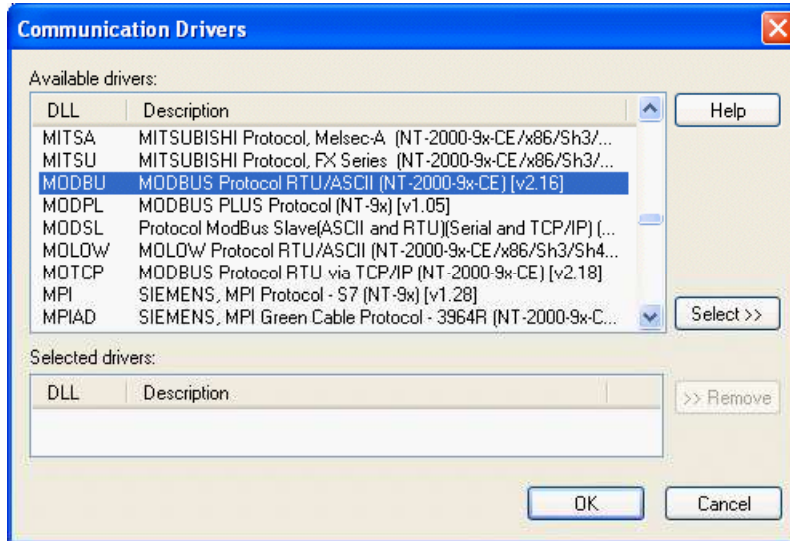 Communication Drivers
Available drivers:
DLL Description
Help
MITSA MITSUBISHI Protocol, Melsec-A (NT-2000-9x-CE/x86/Sh3/...
MITSU MITSUBISHI Protocol, FX Series (NT-2000-9x-CE/x86/Sh3/...
MODBU MODBUS Protocol RTU/ASCII (NT-2000-9x-CE) [v2.16]
MODPL MODBUS PLUS Protocol (NT-9x) [v1.05]
MODSL Protocol ModBus Slave(ASCII and RTU)(Serial and TCP/IP) (...
MOLOW MOLOW Protocol RTU/ASCII (NT-2000-9x-CE/x86/Sh3/Sh4...
MOTCP MODBUS Protocol RTU via TCP/IP (NT-2000-9x-CE) [v2.18]
MPI SIEMENS, MPI Protocol - S7 (NT-9x) [v1.28]
MPIAD SIEMENS, MPI Green Cable Protocol - 3964R (NT-2000-9x-C...
Select >>
Selected drivers:
DLL Description
>> Remove
OK Cancel